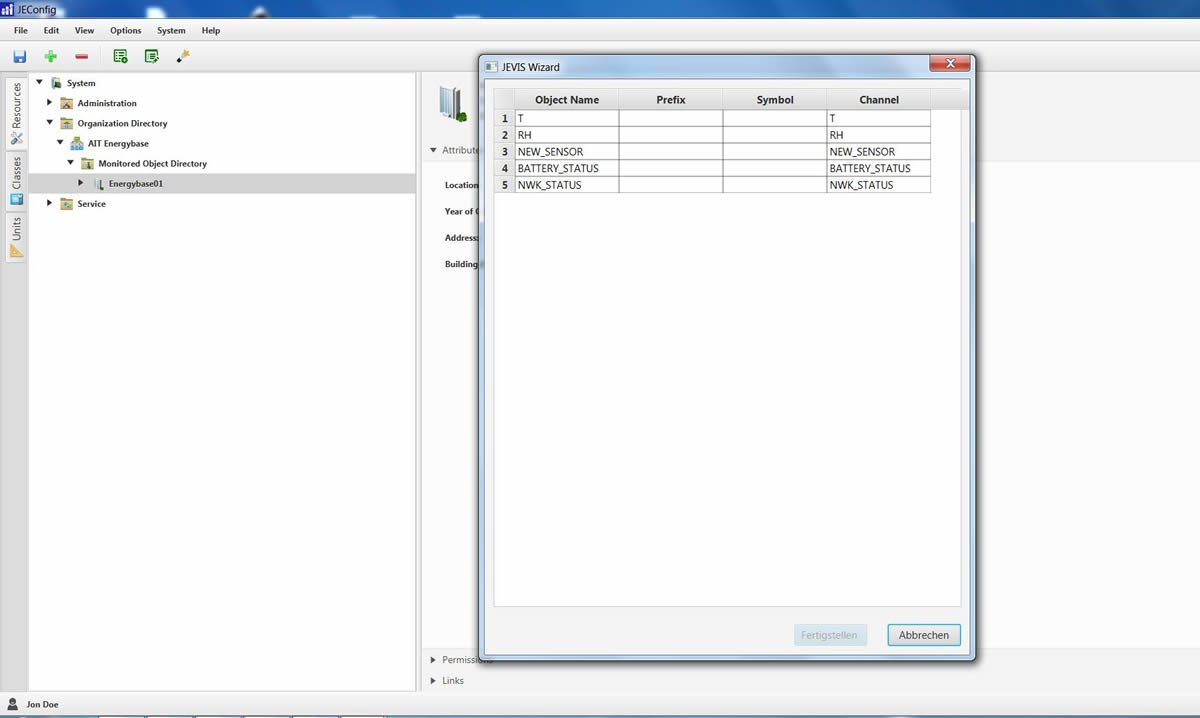 JEConfig
File Edit View Options System Help
Resources
Classes
Units
System
Administration
Organization Directory
AIT Energybase
Monitored Object Directory
Energybase01
Service
Attribute
Location
Year of
Address:
Building
Permissions
Links
JEVIS Wizard
Object Name Prefix Symbol Channel
1 T T
2 RH RH
3 NEW_SENSOR NEW_SENSOR
4 BATTERY_STATUS BATTERY_STATUS
5 NWK_STATUS NWK_STATUS
Fertigstellen Abbrechen
Jon Doe